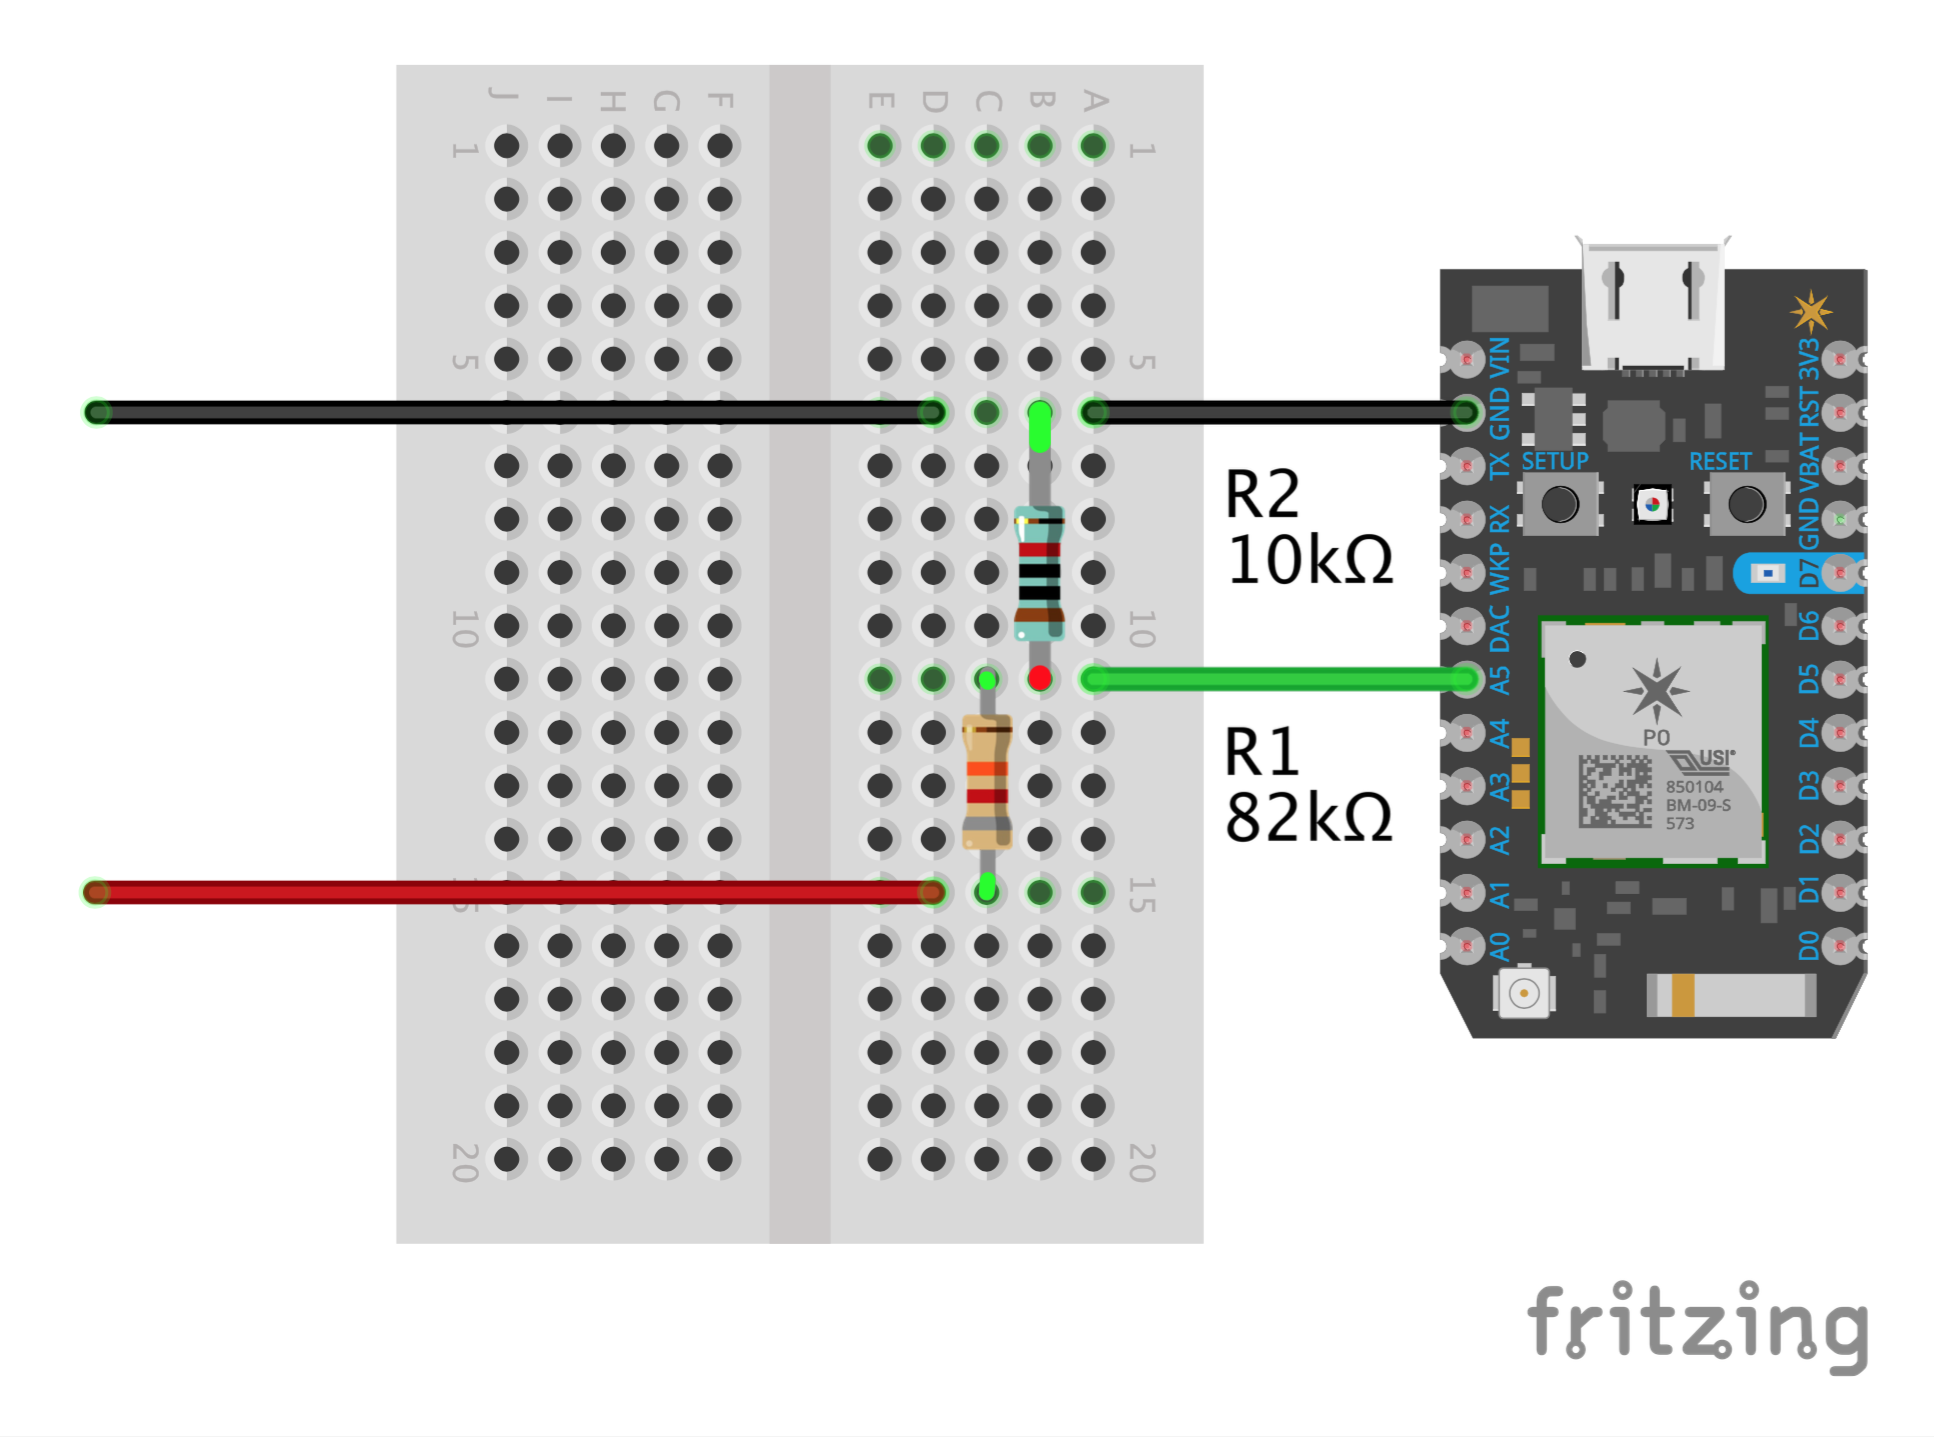 J I H G F E D C B A
1 1
5 5
10 10
15 15
20 20
R2
10kΩ
R1
82kΩ
VIN
GND
TX
RX
WKP
DAC
A5
A4
A3
A2
A1
A0
SETUP
RESET
3V3
RST
VBAT
GND
D7
D6
D5
D4
D3
D2
D1
D0
P0
USI
850104
BM-09-S
573
fritzing